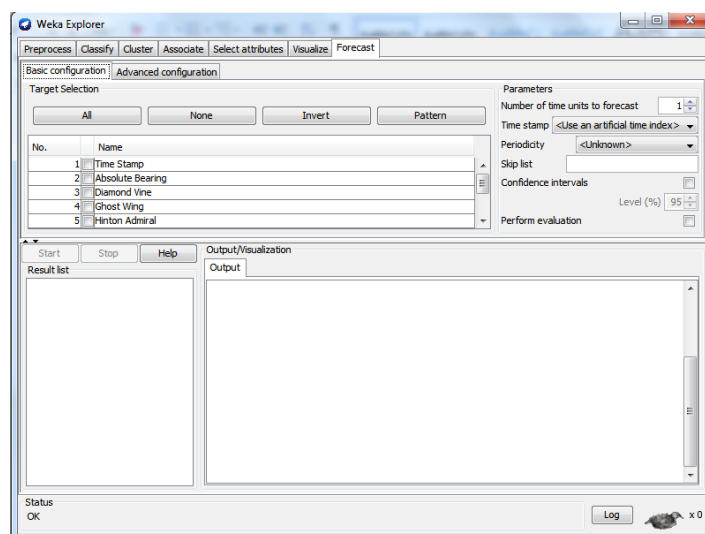 Weka Explorer
Preprocess Classify Cluster Associate Select attributes Visualize Forecast
Basic configuration Advanced configuration
Target Selection
All None Invert Pattern
No. Name
1 Time Stamp
2 Absolute Bearing
3 Diamond Vine
4 Ghost Wing
5 Hinton Admiral
Parameters
Number of time units to forecast 1
Time stamp <Use an artificial time index>
Periodicity <Unknown>
Skip list
Confidence intervals
Level (%) 95
Perform evaluation
Start Stop Help
Result list
Output/Visualization
Output
Status
OK
Log x 0